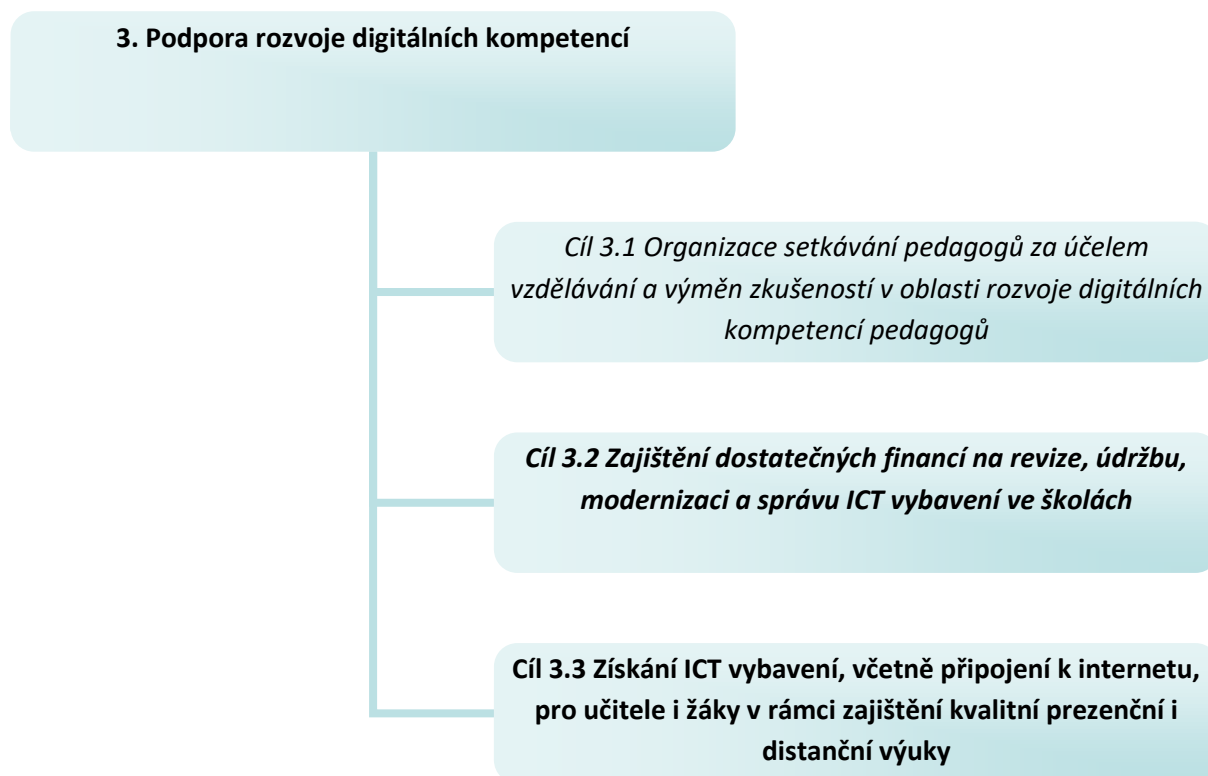 3. Podpora rozvoje digitálních kompetencí
Cíl 3.1 Organizace setkávání pedagogů za účelem
vzdělávání a výměn zkušeností v oblasti rozvoje digitálních
kompetencí pedagogů
Cíl 3.2 Zajištění dostatečných financí na revize, údržbu,
modernizaci a správu ICT vybavení ve školách
Cíl 3.3 Získání ICT vybavení, včetně připojení k internetu,
pro učitele i žáky v rámci zajištění kvalitní prezenční i
distanční výuky